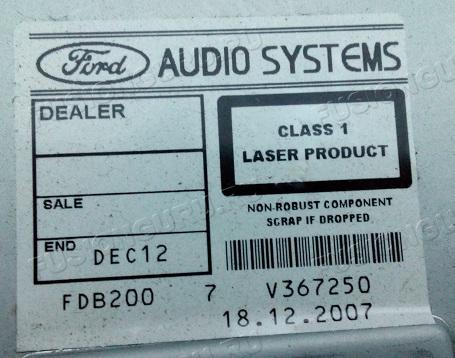 Ford AUDIO SYSTEMS
DEALER
CLASS 1
LASER PRODUCT
SALE
NON-ROBUST COMPONENT
SCRAP IF DROPPED
END DEC12
FDB200 7 V367250
18.12.2007